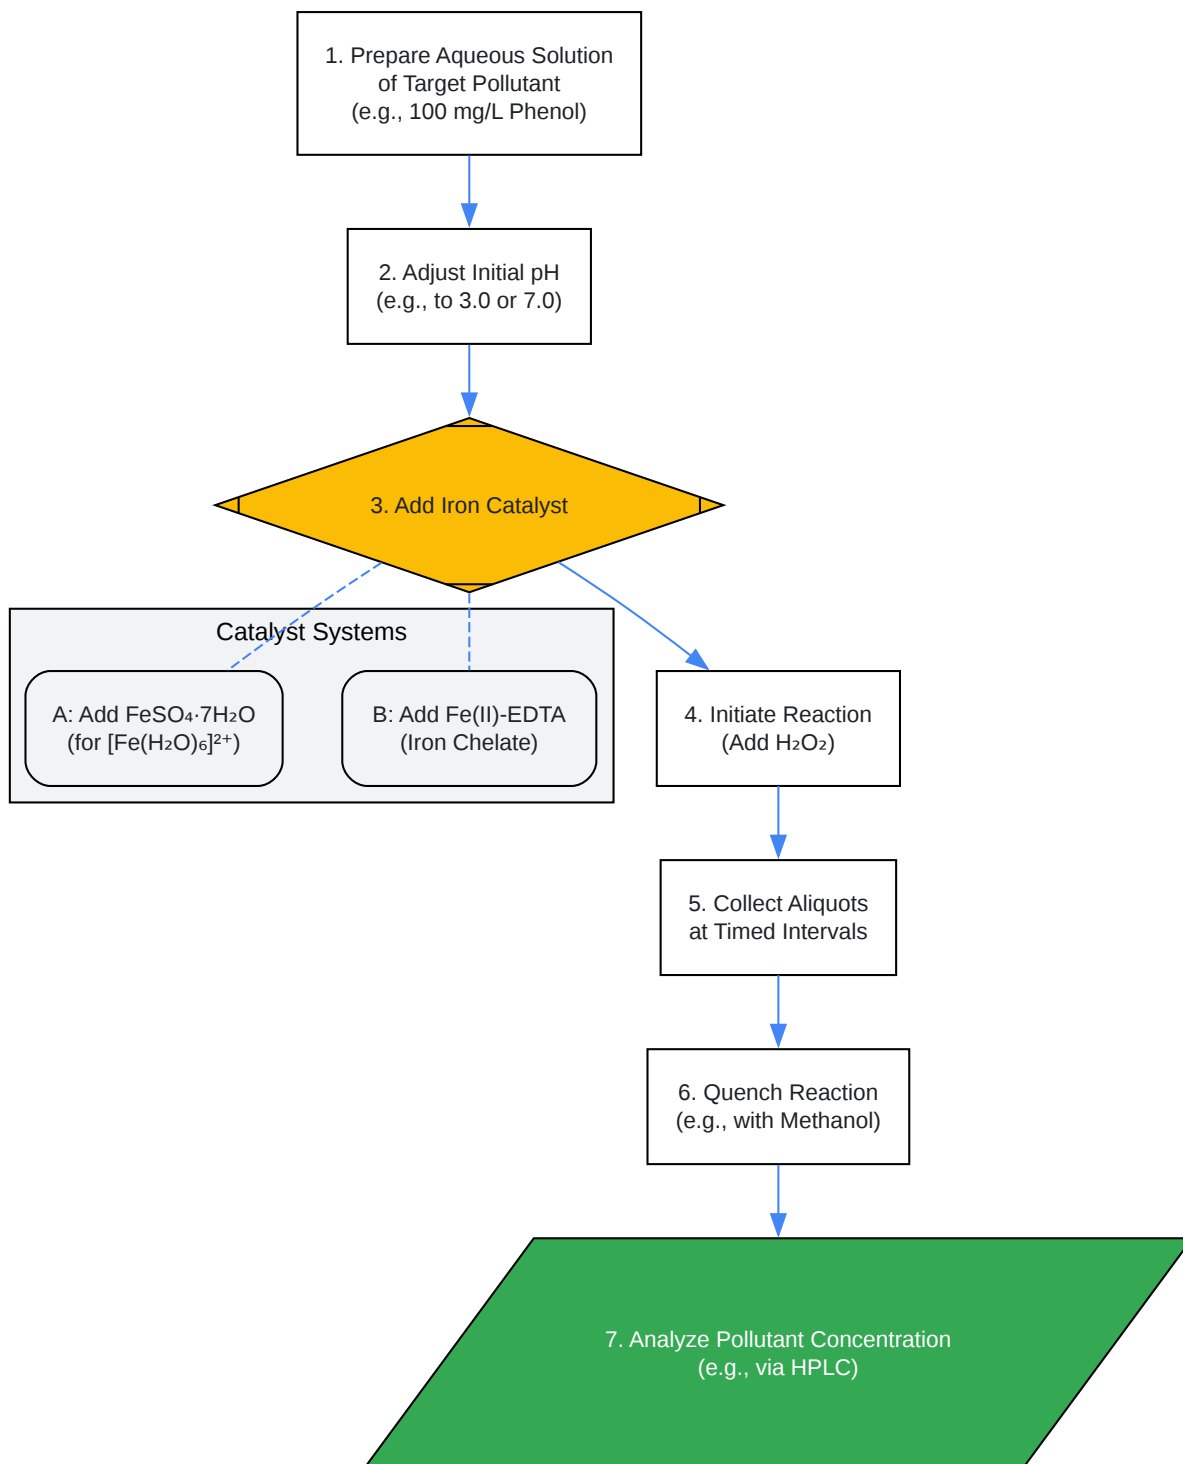 1. Prepare Aqueous Solution
of Target Pollutant
(e.g., 100 mg/L Phenol)
2. Adjust Initial pH
(e.g., to 3.0 or 7.0)
3. Add Iron Catalyst
Catalyst Systems
A: Add FeSO₄·7H₂O
(for [Fe(H₂O)₆]²⁺)
B: Add Fe(II)-EDTA
(Iron Chelate)
4. Initiate Reaction
(Add H₂O₂)
5. Collect Aliquots
at Timed Intervals
6. Quench Reaction
(e.g., with Methanol)
7. Analyze Pollutant Concentration
(e.g., via HPLC)